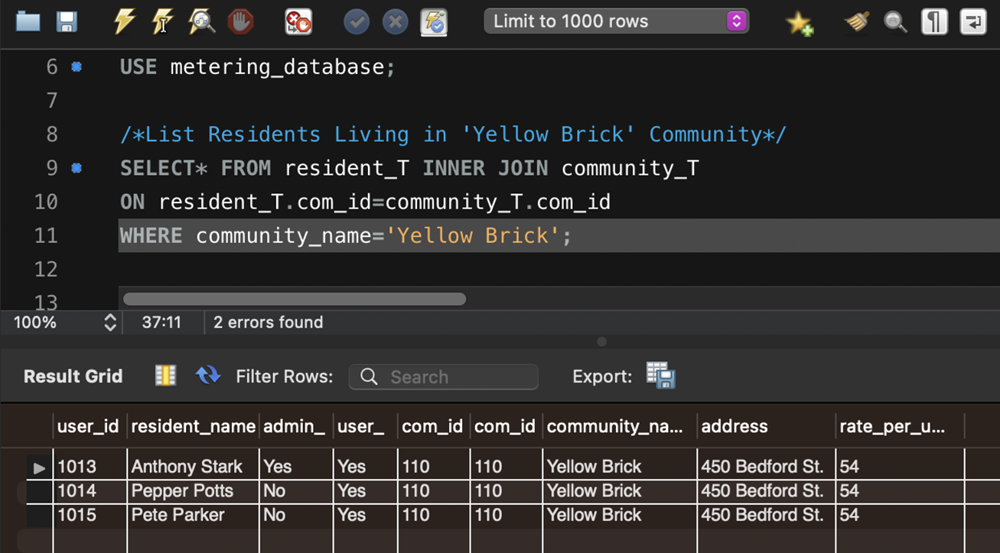 Limit to 1000 rows
6 USE metering_database;
7
8 /*List Residents Living in 'Yellow Brick' Community*/
9 SELECT* FROM resident_T INNER JOIN community_T
10 ON resident_T.com_id=community_T.com_id
11 WHERE community_name='Yellow Brick';
12
13
100% 37:11 2 errors found
Result Grid Filter Rows: Search Export:
user_id resident_name admin_ user_ com_id com_id community_na... address rate_per_u...
1013 Anthony Stark Yes Yes 110 110 Yellow Brick 450 Bedford St. 54
1014 Pepper Potts No Yes 110 110 Yellow Brick 450 Bedford St. 54
1015 Pete Parker No Yes 110 110 Yellow Brick 450 Bedford St. 54